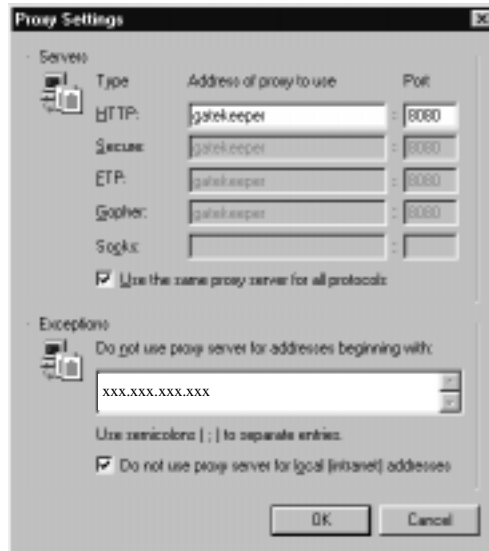 Proxy Settings
Servers
Type Address of proxy to use Port
HTTP: gatekeeper : 8080
Secure: gatekeeper : 8080
FTP: gatekeeper : 8080
Gopher: gatekeeper : 8080
Socks: :
Use the same proxy server for all protocols
Exceptions
Do not use proxy server for addresses beginning with:
xxx.xxx.xxx.xxx
Use semicolons ( ; ) to separate entries.
Do not use proxy server for local (intranet) addresses
OK Cancel